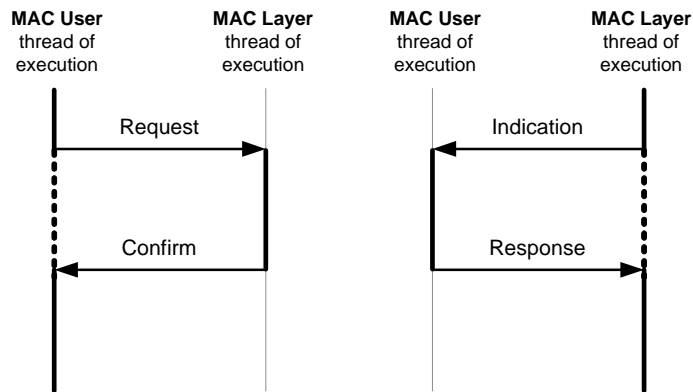 MAC User
thread of
execution
MAC Layer
thread of
execution
MAC User
thread of
execution
MAC Layer
thread of
execution
Request
Indication
Confirm
Response